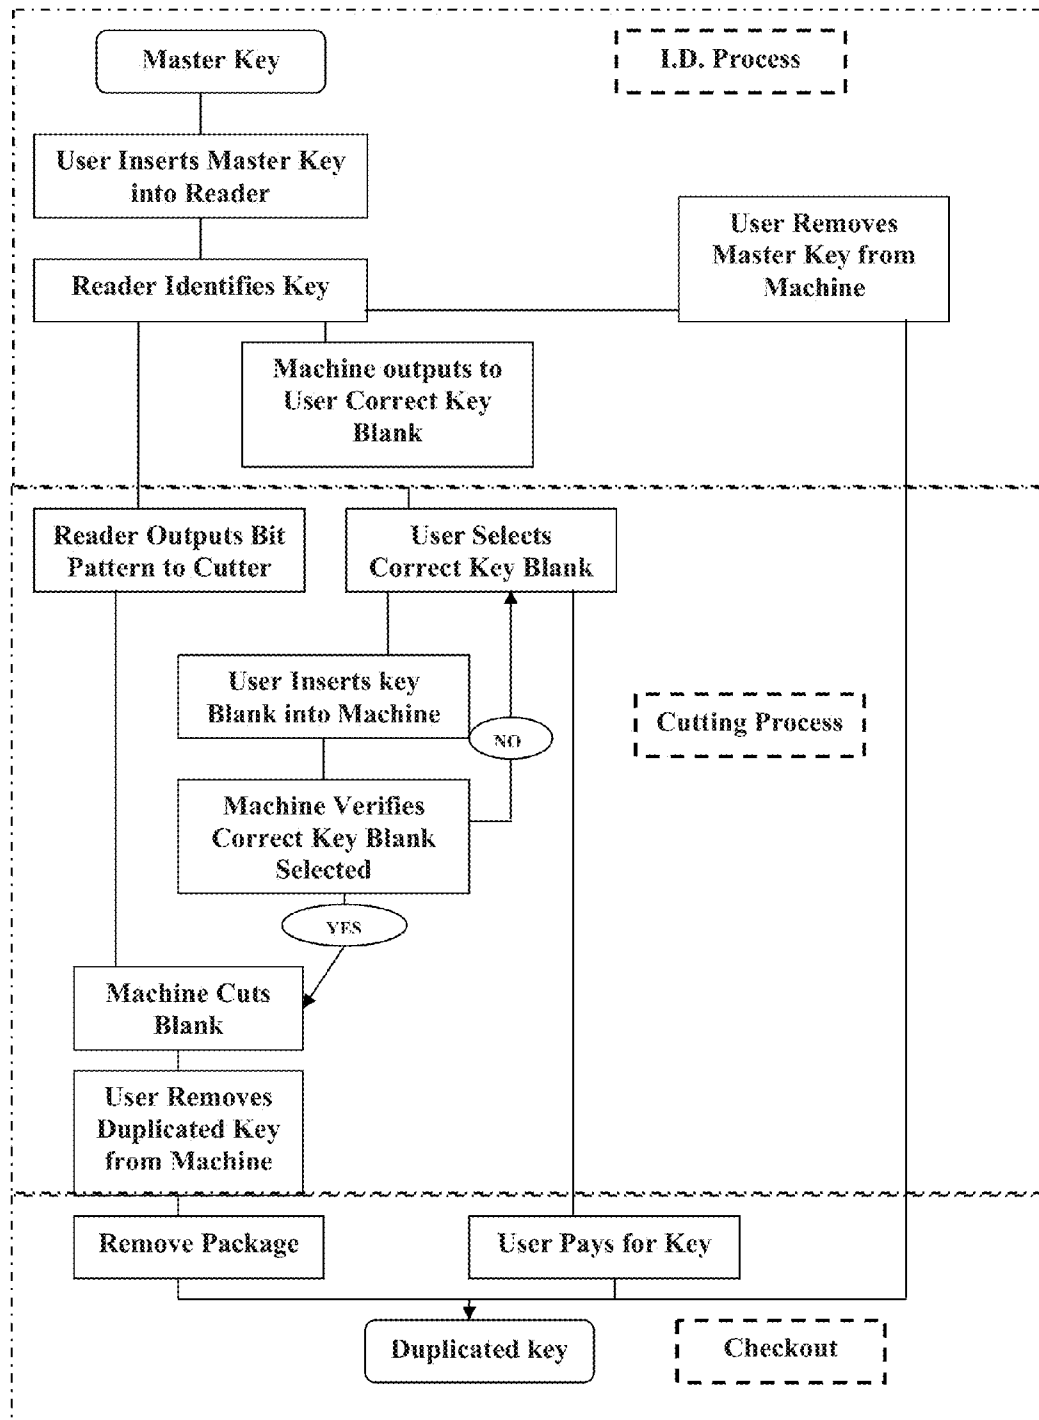 Master Key
I.D. Process
User Inserts Master Key
into Reader
User Removes
Master Key from
Machine
Reader Identifies Key
Machine outputs to
User Correct Key
Blank
Reader Outputs Bit
Pattern to Cutter
User Selects
Correct Key Blank
User Inserts key
Blank into Machine
Cutting Process
NO
Machine Verifies
Correct Key Blank
Selected
YES
Machine Cuts
Blank
User Removes
Duplicated Key
from Machine
Remove Package
User Pays for Key
Duplicated key
Checkout